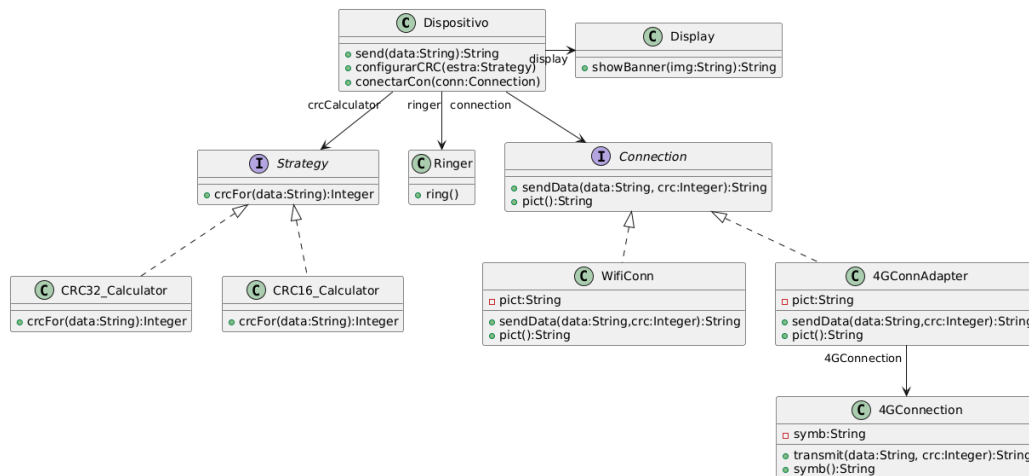 C Dispositivo
send(data:String):String
configurarCRC(estra:Strategy)
conectarCon(conn:Connection)
C Display
showBanner(img:String):String
display
crcCalculator
ringer
connection
I Strategy
crcFor(data:String):Integer
C Ringer
ring()
I Connection
sendData(data:String, crc:Integer):String
pict():String
C CRC32_Calculator
crcFor(data:String):Integer
C CRC16_Calculator
crcFor(data:String):Integer
C WifiConn
pict:String
sendData(data:String,crc:Integer):String
pict():String
C 4GConnAdapter
pict:String
sendData(data:String,crc:Integer):String
pict():String
4GConnection
C 4GConnection
symb:String
transmit(data:String, crc:Integer):String
symb():String